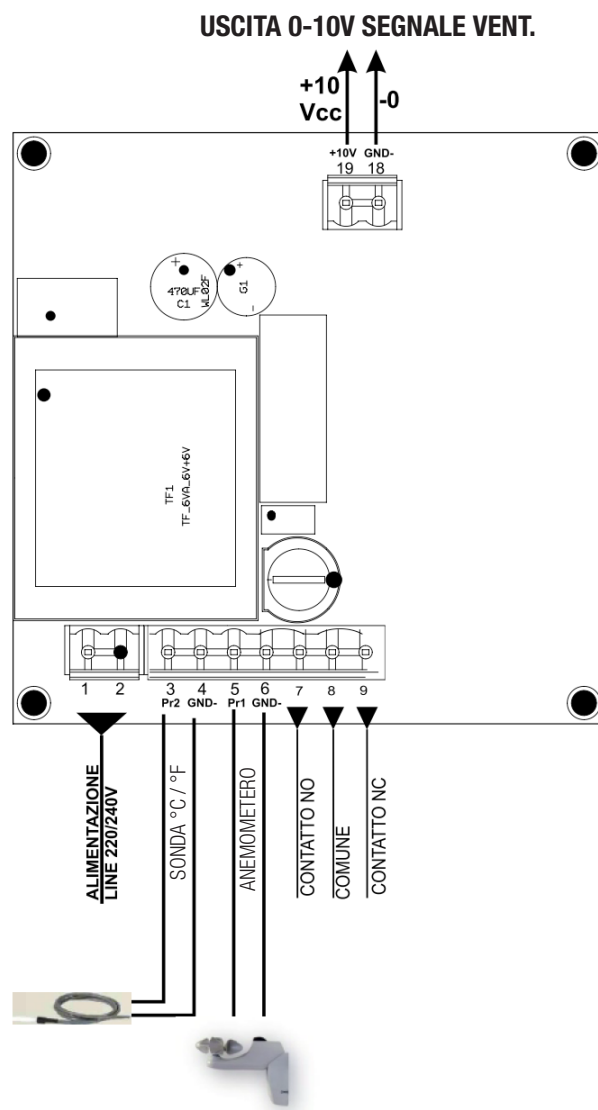 USCITA 0-10V SEGNALE VENT.
+10
Vcc
-0
+10V GND-
19 18
+
470UF
C1
WL02F
+
G1
-
TF1
TF_6VA_6V+6V
1 2 3 4 5 6 7 8 9
Pr2 GND- Pr1 GND-
ALIMENTAZIONE
LINE 220/240V
SONDA °C / °F
ANEMOMETERO
CONTATTO NO
COMUNE
CONTATTO NC